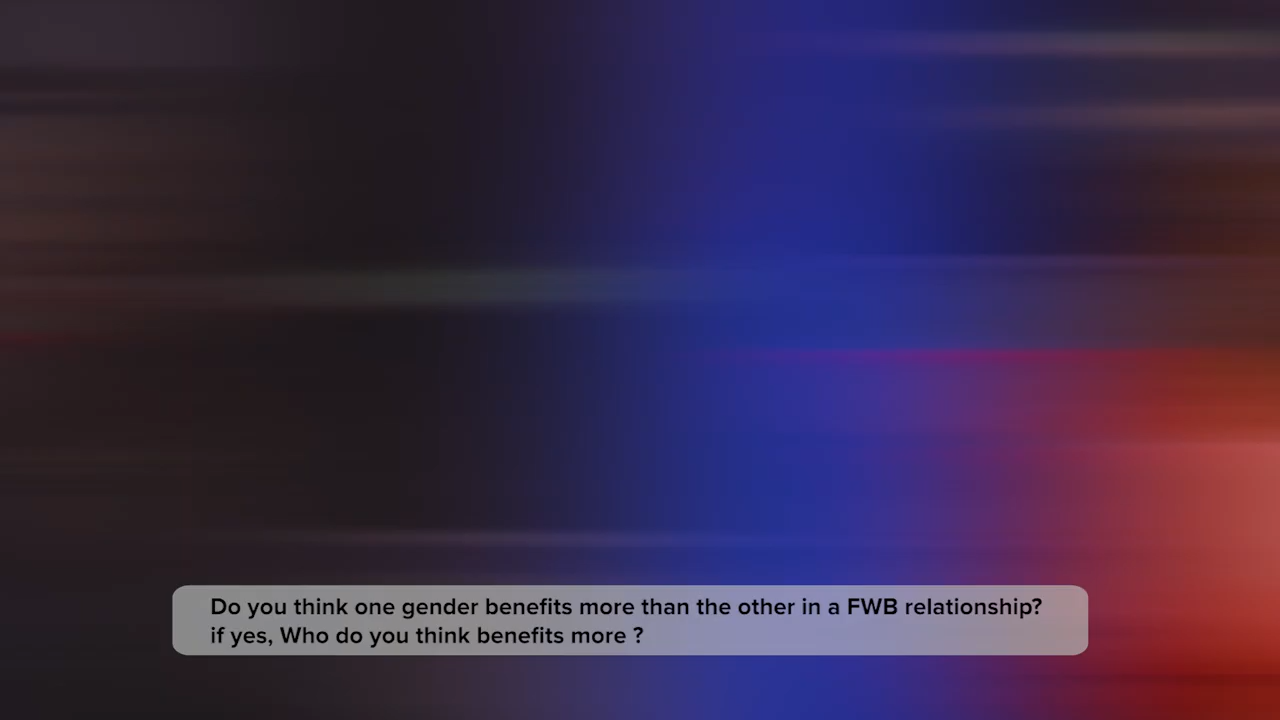 Do you think one gender benefits more than the other in a FWB relationship?
if yes, Who do you think benefits more ?